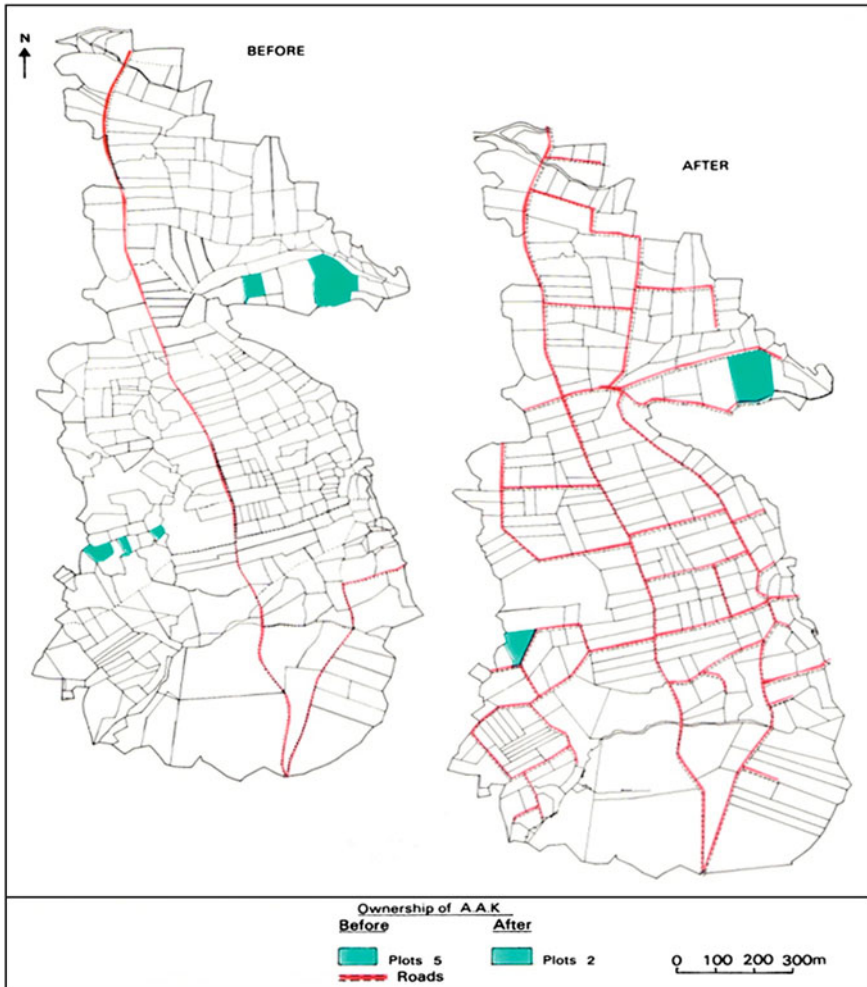 N
BEFORE
AFTER
Ownership of A.A.K
Before After
Plots 5 Plots 2
Roads
0 100 200 300m